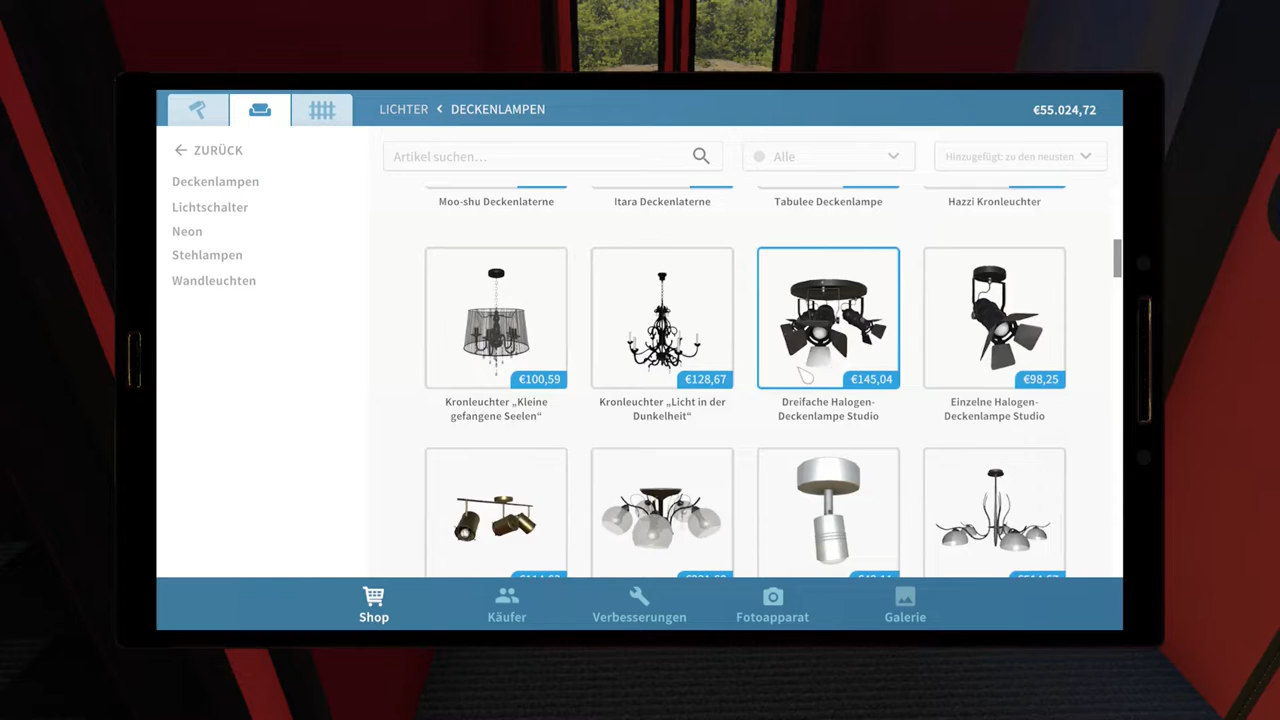 LICHTER < DECKENLAMPEN
€55.024,72
ZURÜCK
Artikel suchen...
Alle
Hinzugefügt: zu den neusten
Deckenlampen
Lichtschalter
Neon
Stehlampen
Wandleuchten
Moo-shu Deckenlaterne
Itara Deckenlaterne
Tabulee Deckenlampe
Hazzi Kronleuchter
€100,59
€128,67
€145,04
€98,25
Kronleuchter „Kleine
gefangene Seelen“
Kronleuchter „Licht in der
Dunkelheit“
Dreifache Halogen-
Deckenlampe Studio
Einzelne Halogen-
Deckenlampe Studio
Shop
Käufer
Verbesserungen
Fotoapparat
Galerie